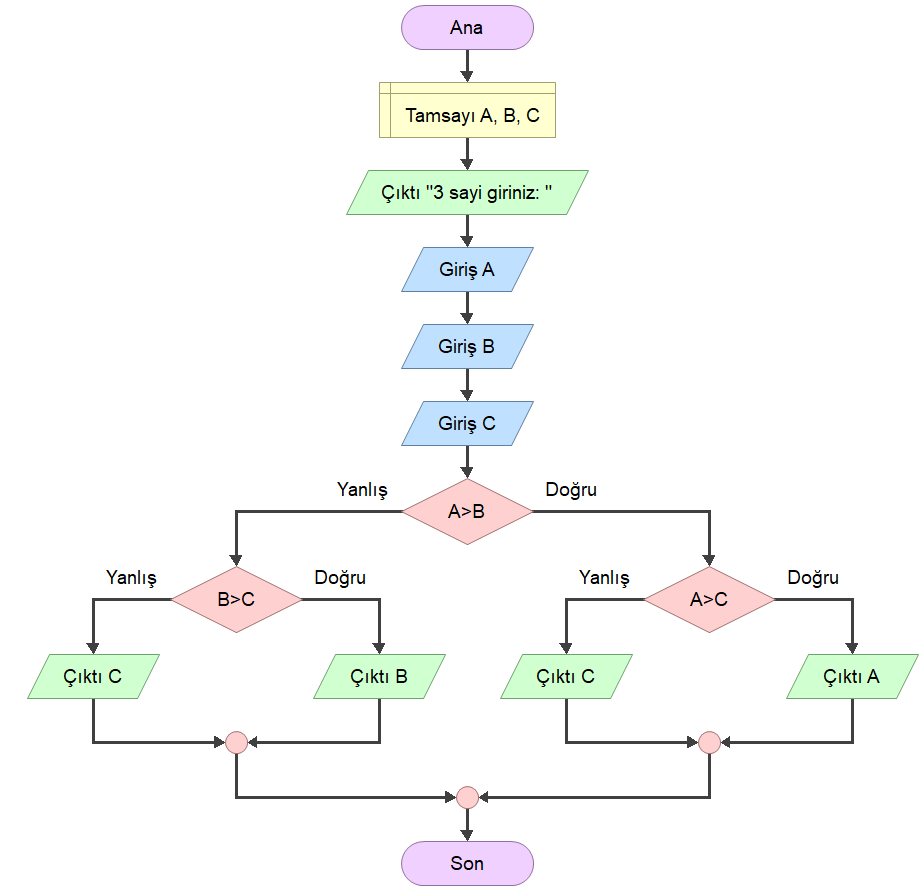 Ana
Tamsayı A, B, C
Çıktı "3 sayi giriniz: "
Giriş A
Giriş B
Giriş C
Yanlış
A>B
Doğru
Yanlış
B>C
Doğru
Yanlış
A>C
Doğru
Çıktı C
Çıktı B
Çıktı C
Çıktı A
Son